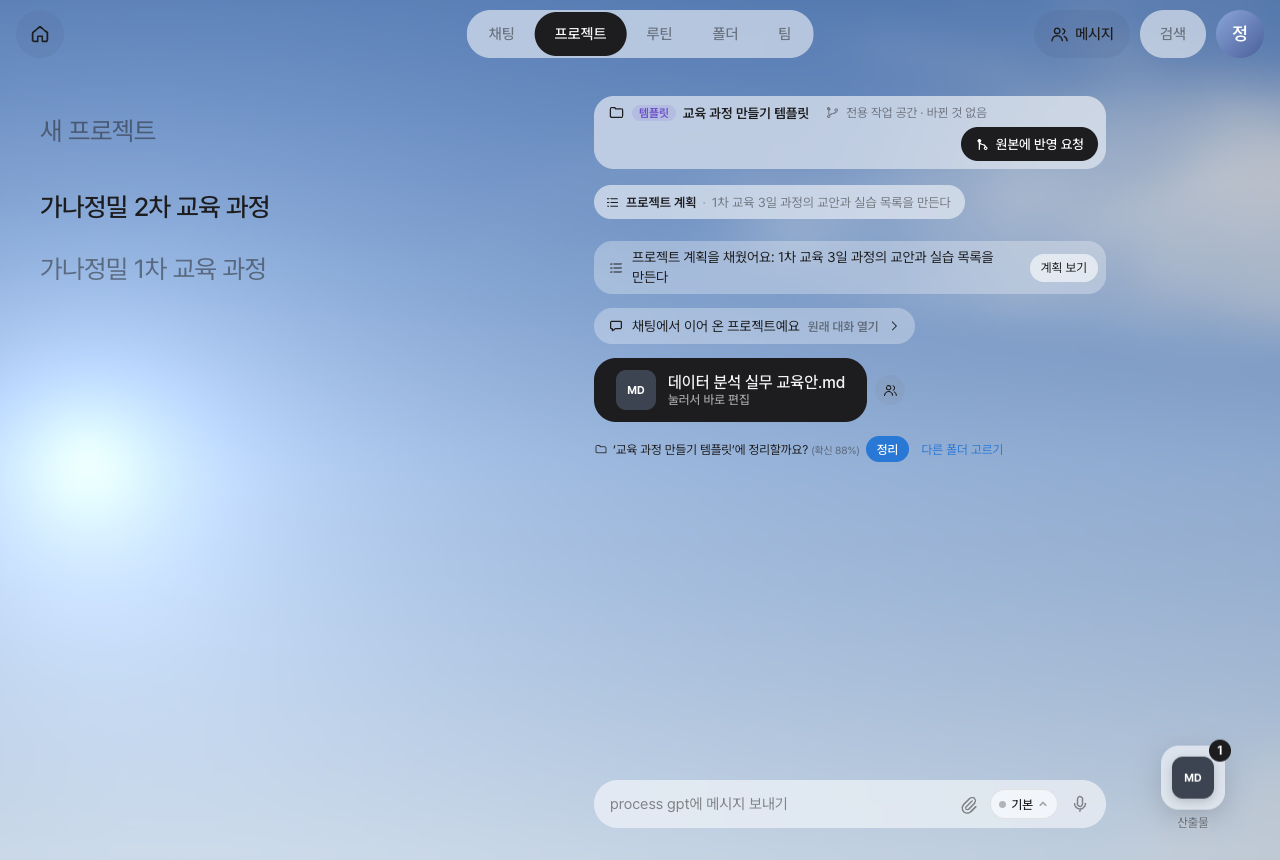 채팅
프로젝트
루틴
폴더
팀
메시지
검색
정
새 프로젝트
가나정밀 2차 교육 과정
가나정밀 1차 교육 과정
템플릿 교육 과정 만들기 템플릿 전용 작업 공간 · 바뀐 것 없음
원본에 반영 요청
프로젝트 계획 · 1차 교육 3일 과정의 교안과 실습 목록을 만든다
프로젝트 계획을 채웠어요: 1차 교육 3일 과정의 교안과 실습 목록을
만든다
계획 보기
채팅에서 이어 온 프로젝트예요 원래 대화 열기
MD
데이터 분석 실무 교육안.md
눌러서 바로 편집
‘교육 과정 만들기 템플릿’에 정리할까요? (확신 88%) 정리 다른 폴더 고르기
process gpt에 메시지 보내기
기본
1
MD
산출물